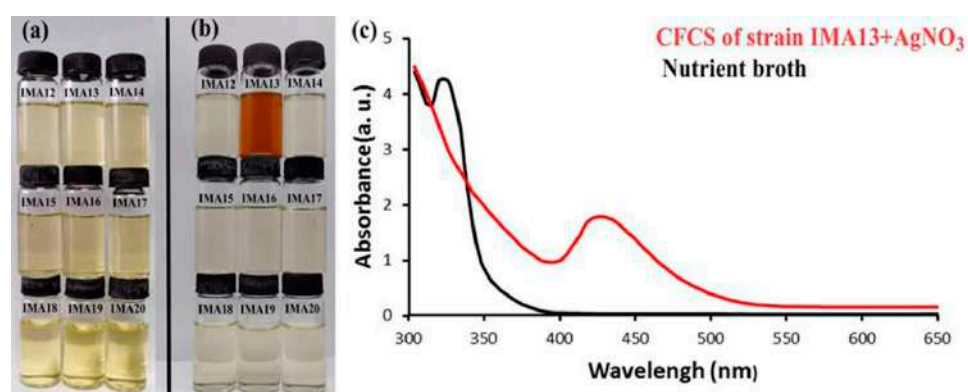 (a)
IMA12 IMA13 IMA14
IMA15 IMA16 IMA17
IMA18 IMA19 IMA20
(b)
IMA12 IMA13 IMA14
IMA15 IMA16 IMA17
IMA18 IMA19 IMA20
(c)
CFCS of strain IMA13+AgNO₃
Nutrient broth
Absorbance (a. u.)
5
4
3
2
1
0
300 350 400 450 500 550 600 650
Wavelengh (nm)